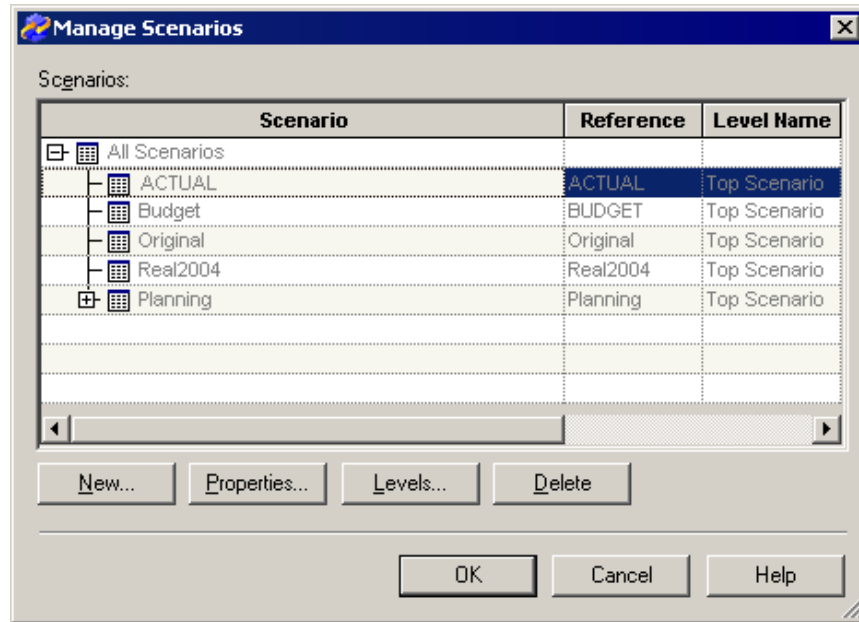 Manage Scenarios
Scenarios:
Scenario Reference Level Name
All Scenarios
ACTUAL ACTUAL Top Scenario
Budget BUDGET Top Scenario
Original Original Top Scenario
Real2004 Real2004 Top Scenario
Planning Planning Top Scenario
New... Properties... Levels... Delete
OK Cancel Help